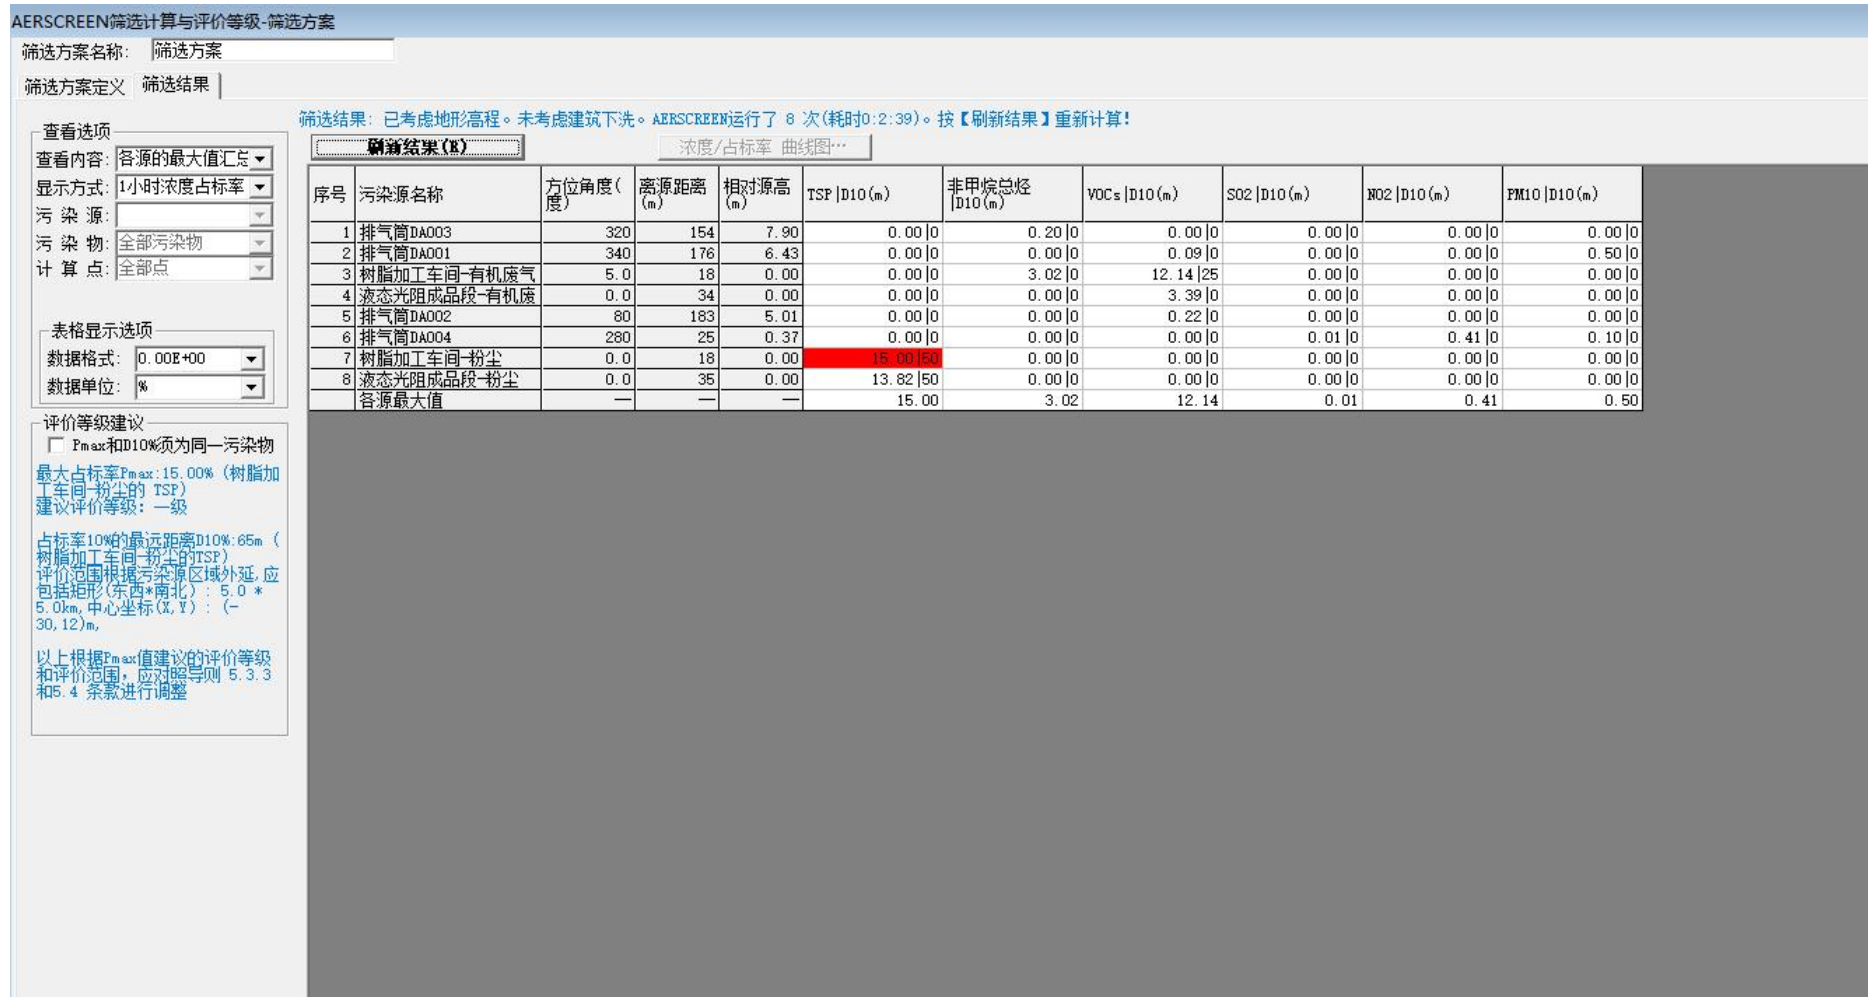 AERSCREEN筛选计算与评价等级-筛选方案
筛选方案名称: 筛选方案
筛选方案定义 筛选结果
筛选结果: 已考虑地形高程。未考虑建筑下洗。AERSCREEN运行了 8 次(耗时0:2:39)。按【刷新结果】重新计算!
刷新结果(R) 浓度/占标率 曲线图…
查看选项
查看内容: 各源的最大值汇总
显示方式: 1小时浓度占标率
污 染 源:
污 染 物: 全部污染物
计 算 点: 全部点
表格显示选项
数据格式: 0.00E+00
数据单位: %
评价等级建议
Pmax和D10%须为同一污染物
最大占标率Pmax:15.00% (树脂加
工车间-粉尘的 TSP)
建议评价等级: 一级
占标率10%的最远距离D10%:65m (
树脂加工车间-粉尘的TSP)
评价范围根据污染源区域外延,应
包括矩形(东西*南北): 5.0 *
5.0km,中心坐标(X,Y): (-
30,12)m,
以上根据Pmax值建议的评价等级
和评价范围,应对照导则 5.3.3
和5.4 条款进行调整
序号 污染源名称 方位角度(度) 离源距离(m) 相对源高(m) TSP|D10(m) 非甲烷总烃|D10(m) VOCs|D10(m) SO2|D10(m) NO2|D10(m) PM10|D10(m)
1 排气筒DA003 320 154 7.90 0.00|0 0.20|0 0.00|0 0.00|0 0.00|0 0.00|0
2 排气筒DA001 340 176 6.43 0.00|0 0.00|0 0.09|0 0.00|0 0.00|0 0.50|0
3 树脂加工车间-有机废气 5.0 18 0.00 0.00|0 3.02|0 12.14|25 0.00|0 0.00|0 0.00|0
4 液态光阻成品段-有机废 0.0 34 0.00 0.00|0 0.00|0 3.39|0 0.00|0 0.00|0 0.00|0
5 排气筒DA002 80 183 5.01 0.00|0 0.00|0 0.22|0 0.00|0 0.00|0 0.00|0
6 排气筒DA004 280 25 0.37 0.00|0 0.00|0 0.00|0 0.01|0 0.41|0 0.10|0
7 树脂加工车间-粉尘 0.0 18 0.00 15.00|50 0.00|0 0.00|0 0.00|0 0.00|0 0.00|0
8 液态光阻成品段-粉尘 0.0 35 0.00 13.82|50 0.00|0 0.00|0 0.00|0 0.00|0 0.00|0
各源最大值 — — — 15.00 3.02 12.14 0.01 0.41 0.50